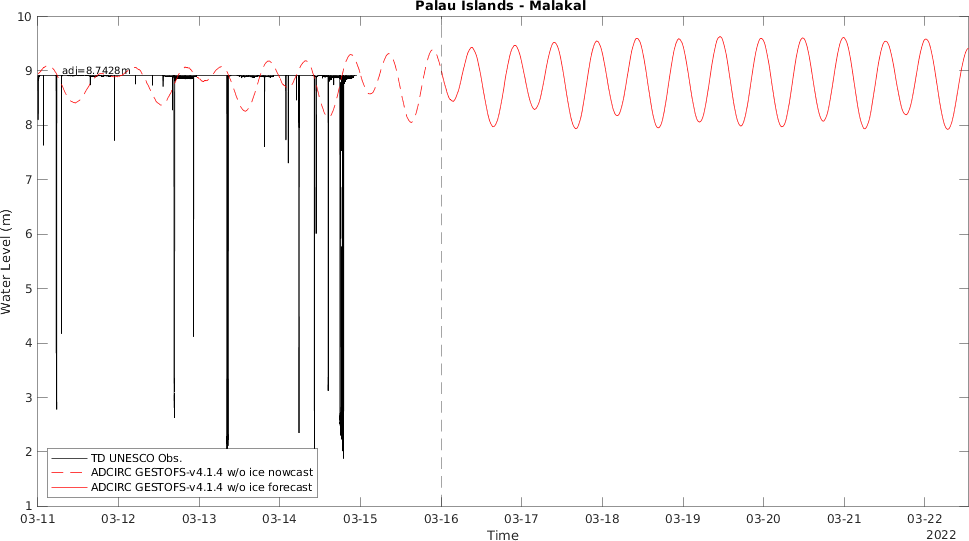 Palau Islands - Malakal
10
9
8
7
6
5
4
3
2
1
Water Level (m)
adj=8.7428m
TD UNESCO Obs.
ADCIRC GESTOFS-v4.1.4 w/o ice nowcast
ADCIRC GESTOFS-v4.1.4 w/o ice forecast
03-11 03-12 03-13 03-14 03-15 03-16 03-17 03-18 03-19 03-20 03-21 03-22
Time
2022